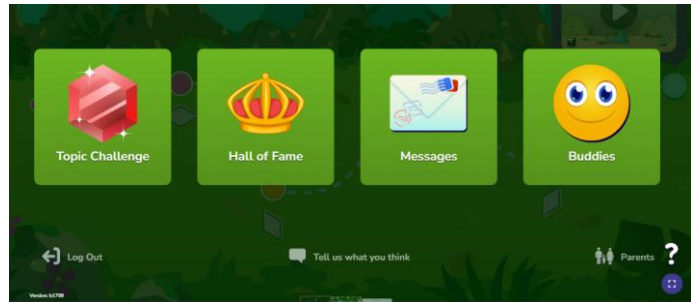 Topic Challenge
Hall of Fame
Messages
Buddies
Log Out
Tell us what you think
Parents
?